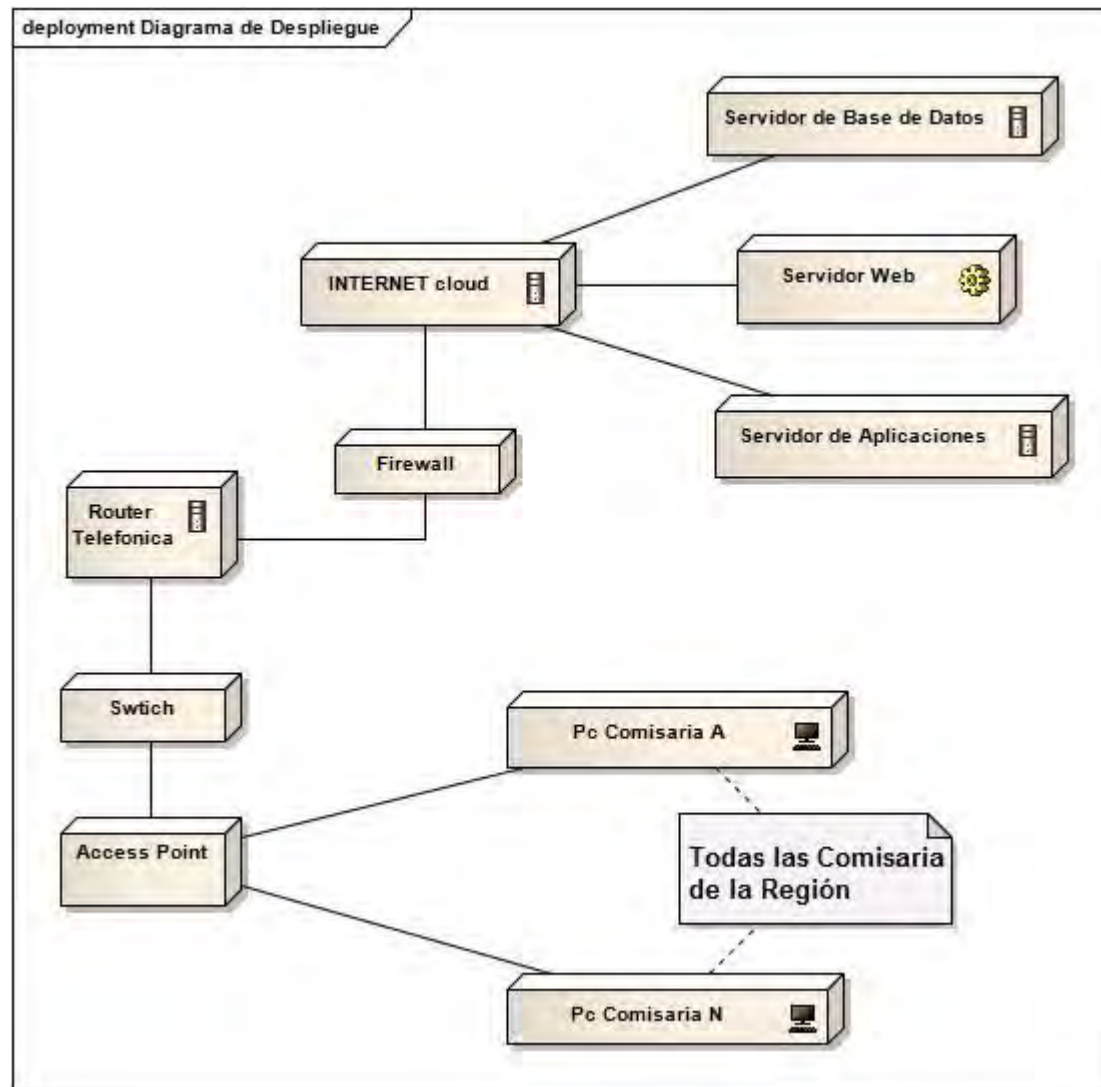 deployment Diagrama de Despliegue
Servidor de Base de Datos
INTERNET cloud
Servidor Web
Servidor de Aplicaciones
Firewall
Router
Telefonica
Swtich
Pc Comisaria A
Access Point
Todas las Comisaria
de la Región
Pc Comisaria N